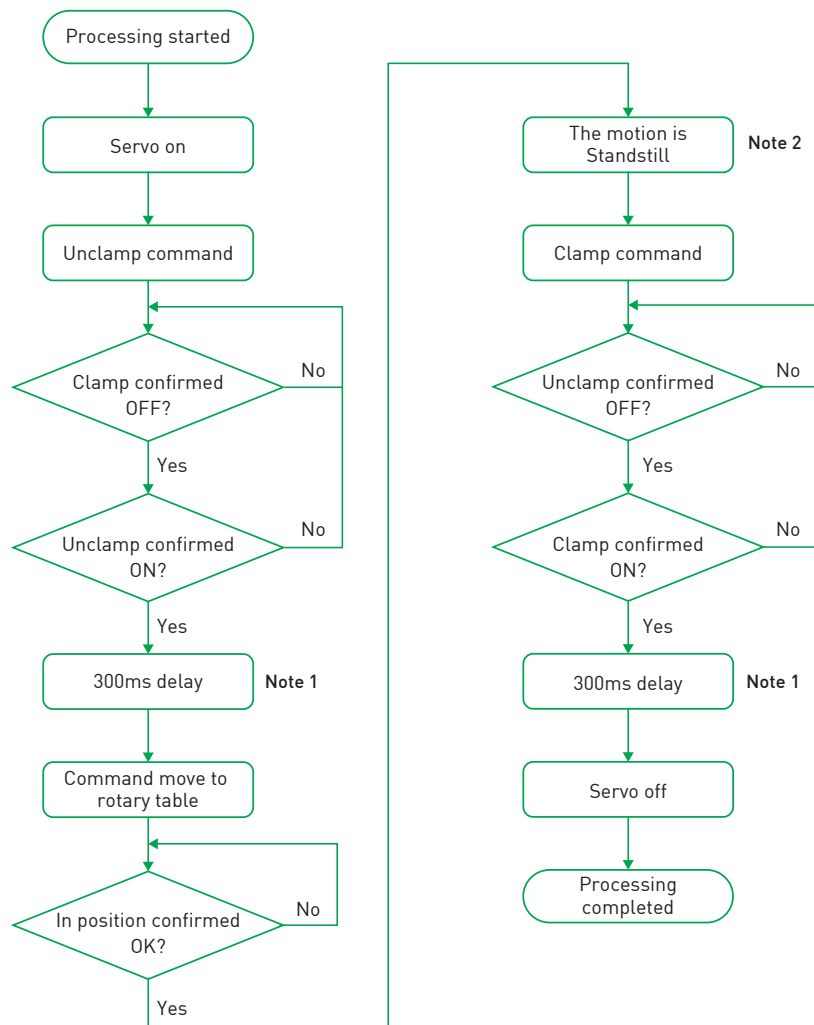 Processing started
Servo on
Unclamp command
Clamp confirmed
OFF?
No
Yes
Unclamp confirmed
ON?
No
Yes
300ms delay
Note 1
Command move to
rotary table
In position confirmed
OK?
No
Yes
The motion is
Standstill
Note 2
Clamp command
Unclamp confirmed
OFF?
No
Yes
Clamp confirmed
ON?
No
Yes
300ms delay
Note 1
Servo off
Processing
completed